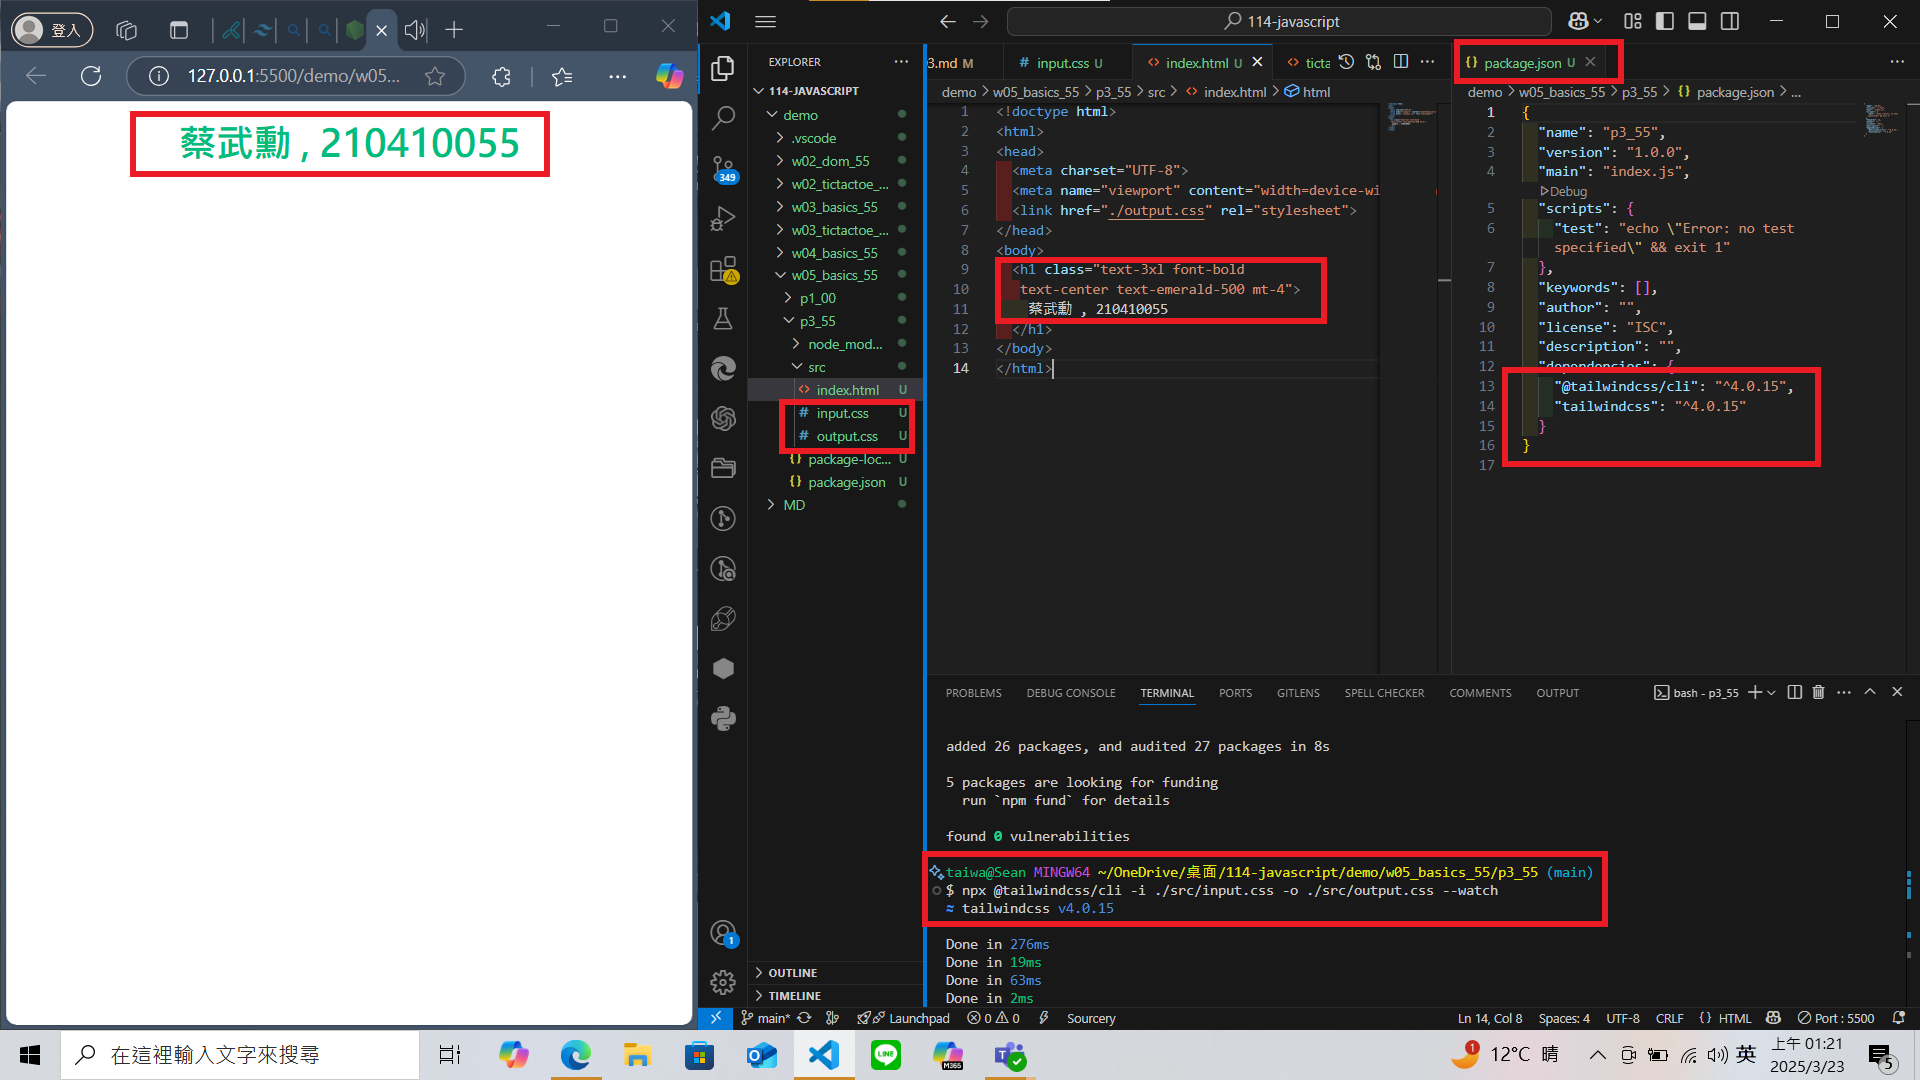 登入
127.0.0.1:5500/demo/w05...
蔡武勳 , 210410055
114-javascript
EXPLORER
114-JAVASCRIPT
demo
.vscode
w02_dom_55
w02_tictactoe_...
w03_basics_55
w03_tictactoe_...
w04_basics_55
w05_basics_55
p1_00
p3_55
node_mod...
src
index.html U
input.css U
output.css U
package-loc... U
package.json U
MD
OUTLINE
TIMELINE
349
1
3.md M
input.css U
index.html U
ticta
demo > w05_basics_55 > p3_55 > src > index.html > html
1 <!doctype html>
2 <html>
3 <head>
4 <meta charset="UTF-8">
5 <meta name="viewport" content="width=device-wi
6 <link href="./output.css" rel="stylesheet">
7 </head>
8 <body>
9 <h1 class="text-3xl font-bold
10 text-center text-emerald-500 mt-4">
11 蔡武勳 , 210410055
12 </h1>
13 </body>
14 </html>
package.json U
demo > w05_basics_55 > p3_55 > package.json > ...
1 {
2 "name": "p3_55",
3 "version": "1.0.0",
4 "main": "index.js",
Debug
5 "scripts": {
6 "test": "echo \"Error: no test
specified\" && exit 1"
7 },
8 "keywords": [],
9 "author": "",
10 "license": "ISC",
11 "description": "",
12 "dependencies": {
13 "@tailwindcss/cli": "^4.0.15",
14 "tailwindcss": "^4.0.15"
15 }
16 }
17
PROBLEMS DEBUG CONSOLE TERMINAL PORTS GITLENS SPELL CHECKER COMMENTS OUTPUT
bash - p3_55
added 26 packages, and audited 27 packages in 8s
5 packages are looking for funding
run `npm fund` for details
found 0 vulnerabilities
taiwa@Sean MINGW64 ~/OneDrive/桌面/114-javascript/demo/w05_basics_55/p3_55 (main)
$ npx @tailwindcss/cli -i ./src/input.css -o ./src/output.css --watch
≈ tailwindcss v4.0.15
Done in 276ms
Done in 19ms
Done in 63ms
Done in 2ms
main* Launchpad 0 0 Sourcery
Ln 14, Col 8 Spaces: 4 UTF-8 CRLF {} HTML Port : 5500
在這裡輸入文字來搜尋
LINE
M365
1
12°C 晴
英
上午 01:21
2025/3/23
5